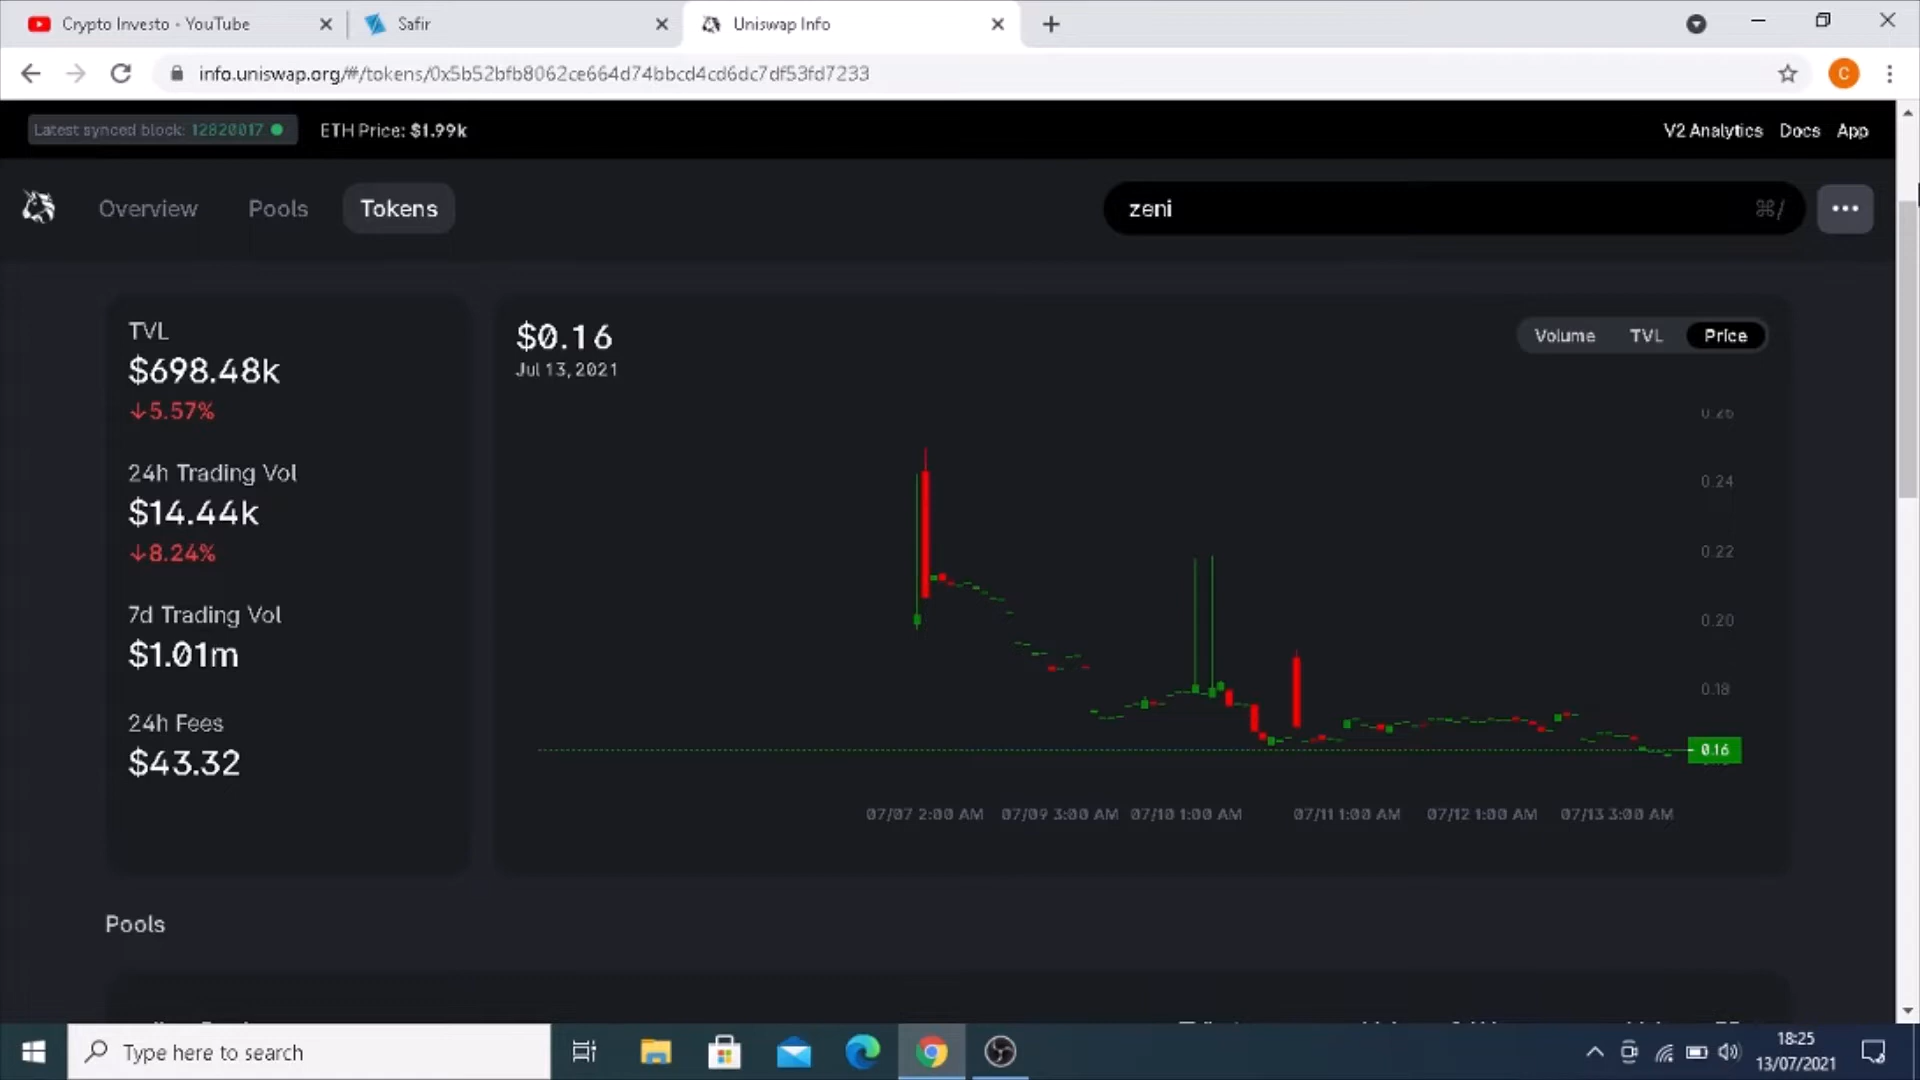 Crypto Investo - YouTube
Safir
Uniswap Info
info.uniswap.org/#/tokens/0x5b52bfb8062ce664d74bbcd4cd6dc7df53fd7233
C
Latest synced block: 12820017
ETH Price: $1.99k
V2 Analytics Docs App
Overview Pools Tokens
zeni
⌘/
TVL
$698.48k
↓5.57%
24h Trading Vol
$14.44k
↓8.24%
7d Trading Vol
$1.01m
24h Fees
$43.32
$0.16
Jul 13, 2021
Volume TVL Price
0.26
0.24
0.22
0.20
0.18
0.16
07/07 2:00 AM 07/09 3:00 AM 07/10 1:00 AM 07/11 1:00 AM 07/12 1:00 AM 07/13 3:00 AM
Pools
Type here to search
18:25
13/07/2021